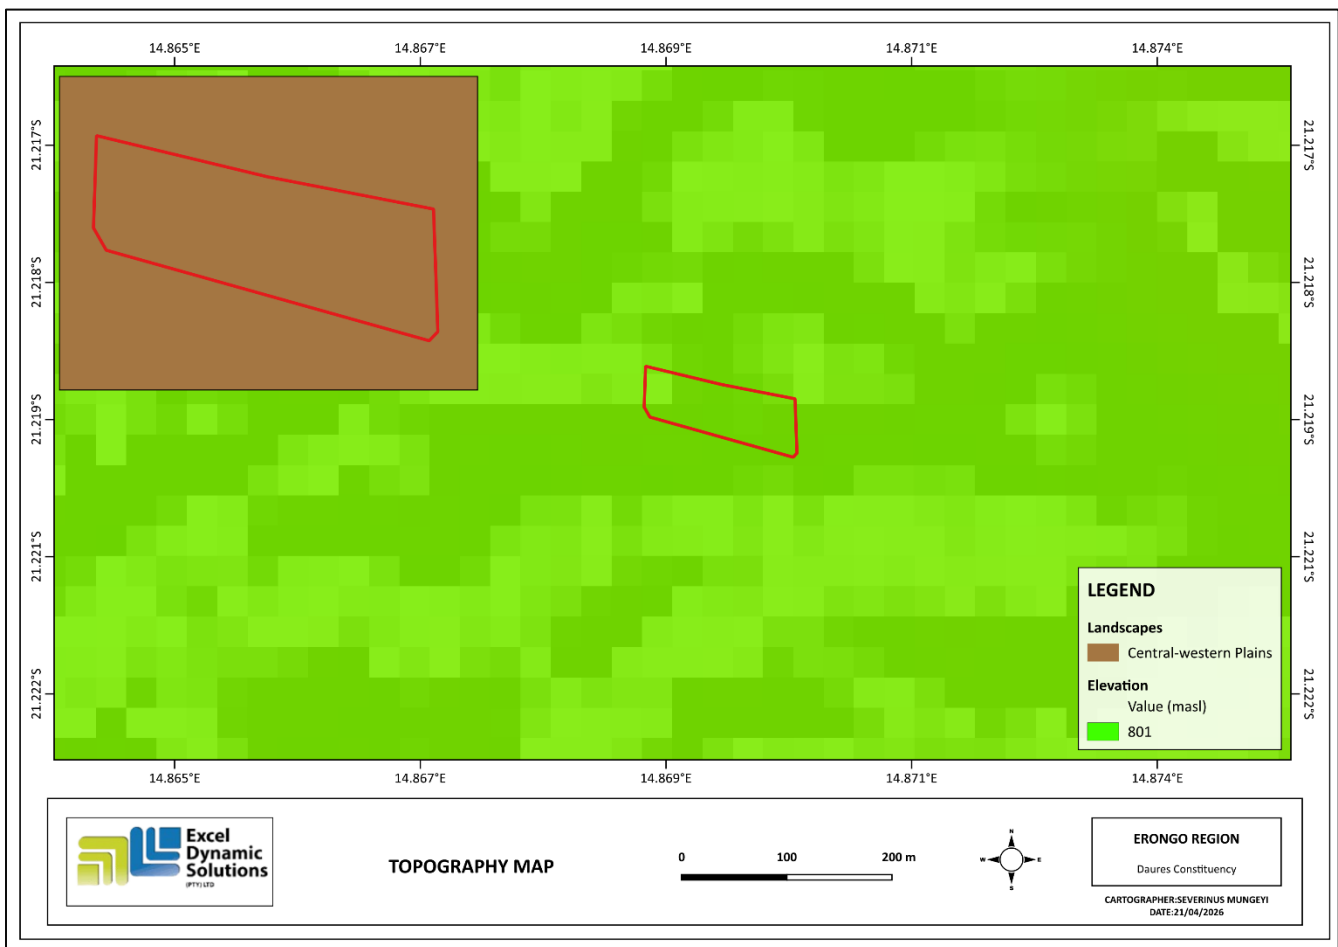 14.865°E 14.867°E 14.869°E 14.871°E 14.874°E
21.217°S 21.217°S
21.218°S 21.218°S
21.219°S 21.219°S
21.221°S 21.221°S
21.222°S 21.222°S
LEGEND
Landscapes
Central-western Plains
Elevation
Value (masl)
801
14.865°E 14.867°E 14.869°E 14.871°E 14.874°E
Excel
Dynamic
Solutions
(PTY) LTD
TOPOGRAPHY MAP
0 100 200 m
N
W E
S
ERONGO REGION
Daures Constituency
CARTOGRAPHER:SEVERINUS MUNGEYI
DATE:21/04/2026